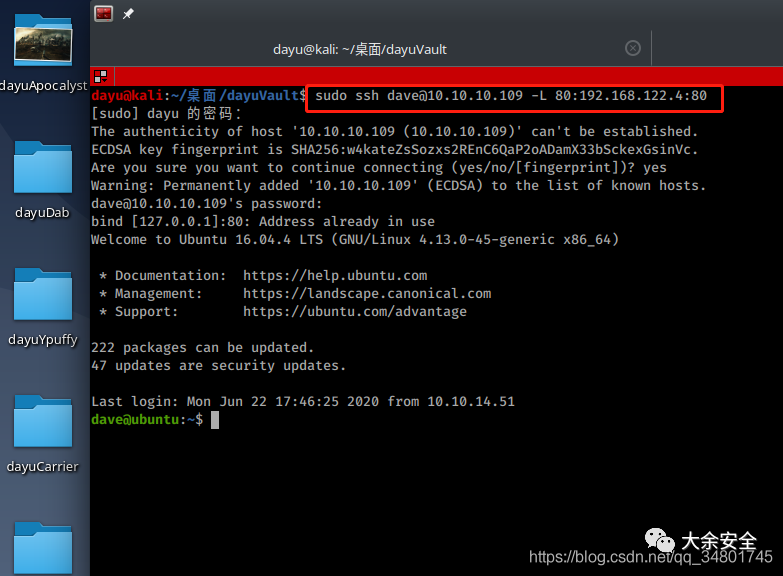 dayuApocalyst
dayuDab
dayuYpuffy
dayuCarrier
dayu@kali: ~/桌面/dayuVault
dayu@kali:~/桌面/dayuVault$ sudo ssh dave@10.10.10.109 -L 80:192.168.122.4:80
[sudo] dayu 的密码：
The authenticity of host '10.10.10.109 (10.10.10.109)' can't be established.
ECDSA key fingerprint is SHA256:w4kateZsSozxs2REnC6QaP2oADamX33bSckexGsinVc.
Are you sure you want to continue connecting (yes/no/[fingerprint])? yes
Warning: Permanently added '10.10.10.109' (ECDSA) to the list of known hosts.
dave@10.10.10.109's password:
bind [127.0.0.1]:80: Address already in use
Welcome to Ubuntu 16.04.4 LTS (GNU/Linux 4.13.0-45-generic x86_64)
* Documentation:  https://help.ubuntu.com
* Management:     https://landscape.canonical.com
* Support:        https://ubuntu.com/advantage
222 packages can be updated.
47 updates are security updates.
Last login: Mon Jun 22 17:46:25 2020 from 10.10.14.51
dave@ubuntu:~$
大余安全
https://blog.csdn.net/qq_34801745